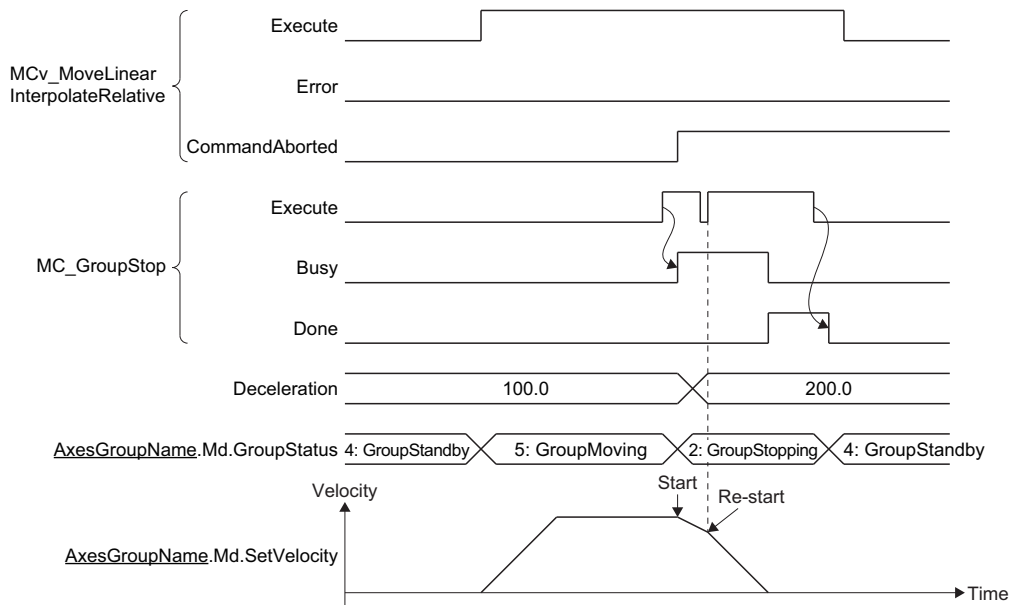 Execute
MCv_MoveLinear
InterpolateRelative
Error
CommandAborted
Execute
MC_GroupStop
Busy
Done
Deceleration 100.0 200.0
AxesGroupName.Md.GroupStatus 4: GroupStandby 5: GroupMoving 2: GroupStopping 4: GroupStandby
Velocity Start Re-start
AxesGroupName.Md.SetVelocity
Time